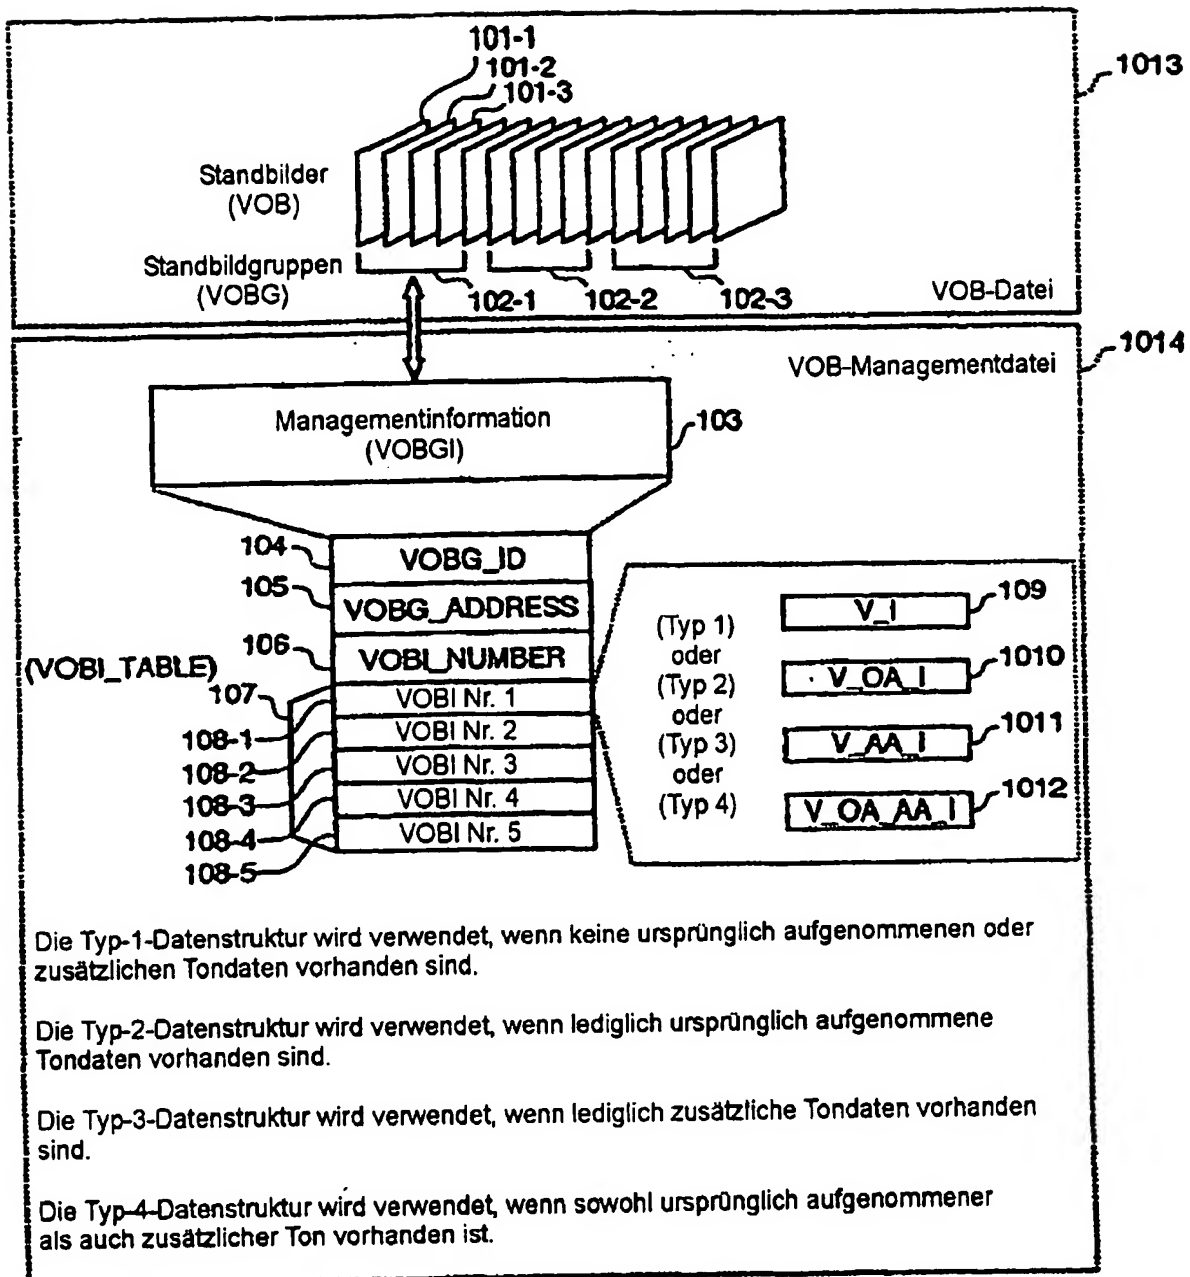 101-1
101-2
101-3
1013
Standbilder
(VOB)
Standbildgruppen
(VOBG)
102-1
102-2
102-3
VOB-Datei
1014
VOB-Managementdatei
Managementinformation
(VOBGI)
103
104
VOBG_ID
105
VOBG_ADDRESS
106
VOBI_NUMBER
(VOBI_TABLE)
107
VOBI Nr. 1
108-1
VOBI Nr. 2
108-2
VOBI Nr. 3
108-3
VOBI Nr. 4
108-4
VOBI Nr. 5
108-5
(Typ 1)
oder
(Typ 2)
oder
(Typ 3)
oder
(Typ 4)
V_I
109
V_OA_I
1010
V_AA_I
1011
V_OA_AA_I
1012
Die Typ-1-Datenstruktur wird verwendet, wenn keine ursprünglich aufgenommenen oder
zusätzlichen Tondaten vorhanden sind.
Die Typ-2-Datenstruktur wird verwendet, wenn lediglich ursprünglich aufgenommene
Tondaten vorhanden sind.
Die Typ-3-Datenstruktur wird verwendet, wenn lediglich zusätzliche Tondaten vorhanden
sind.
Die Typ-4-Datenstruktur wird verwendet, wenn sowohl ursprünglich aufgenommener
als auch zusätzlicher Ton vorhanden ist.